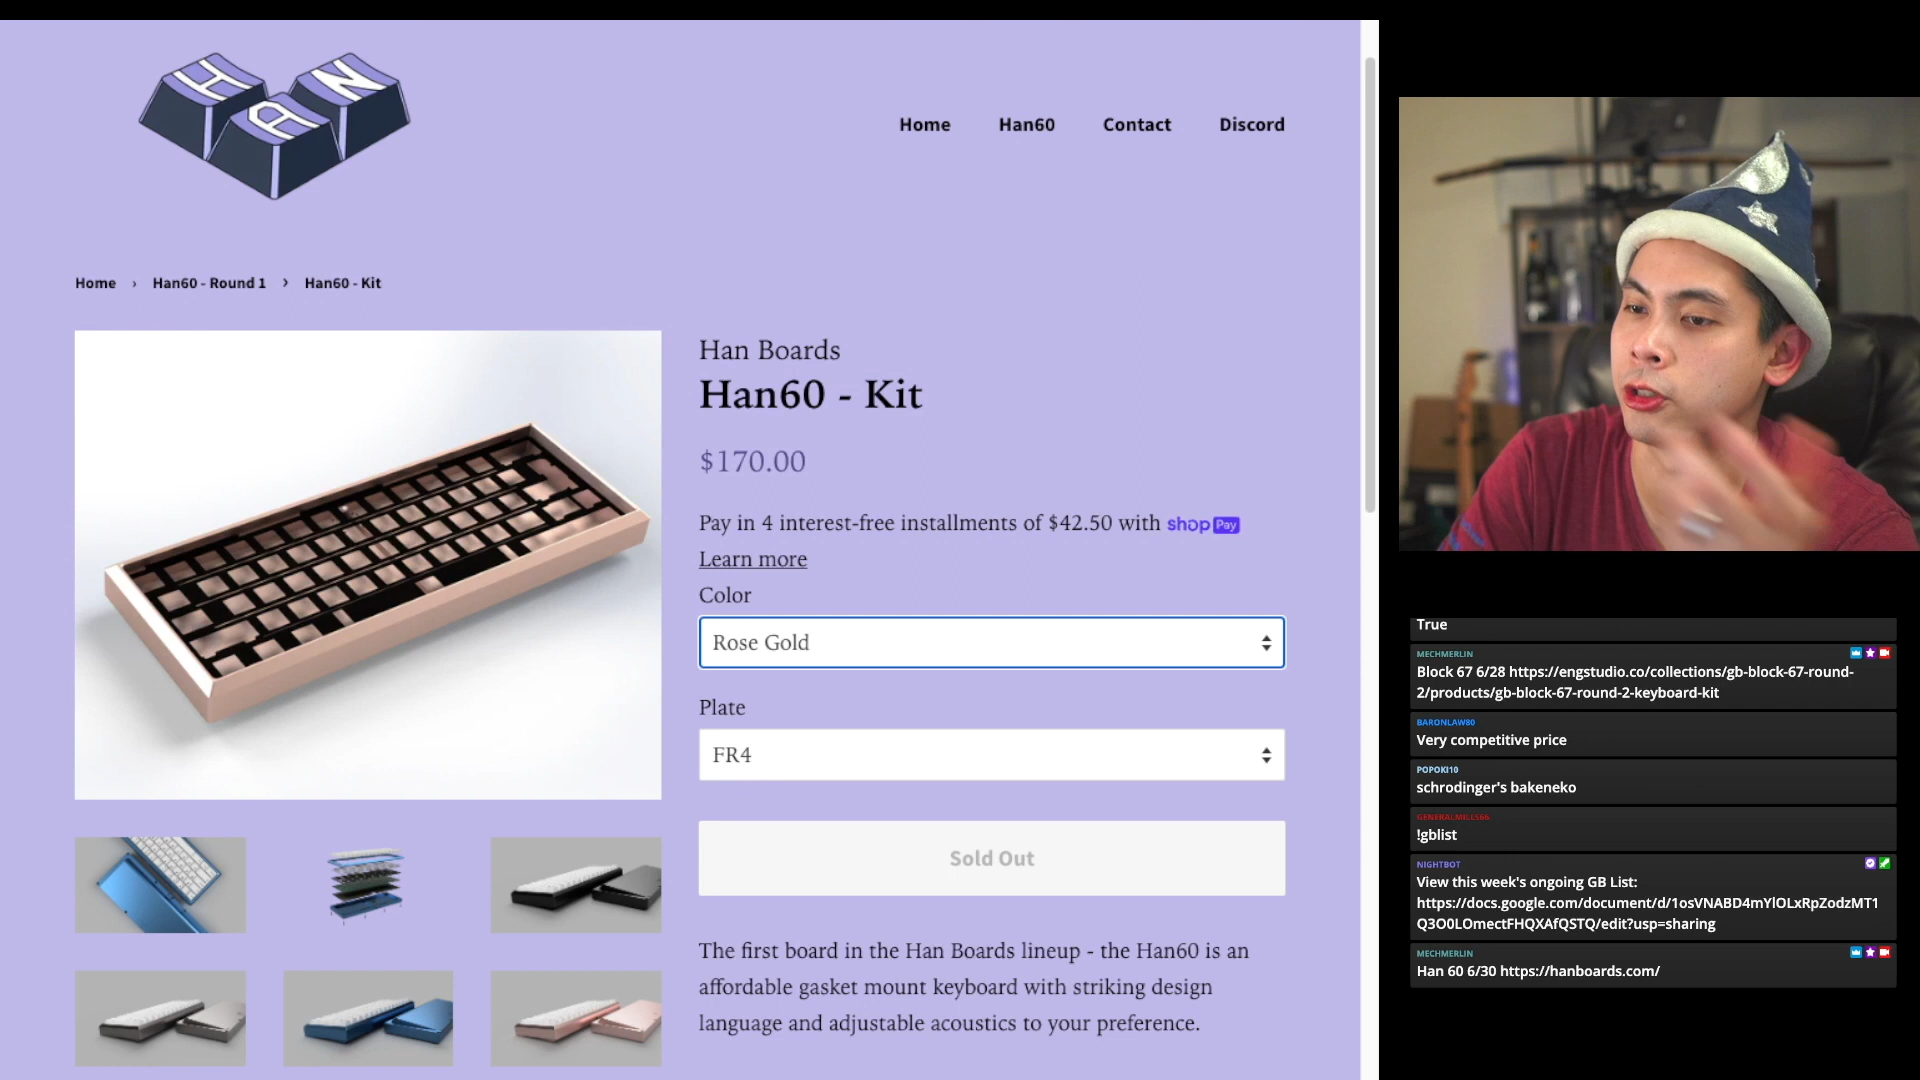 HAN
Home
Han60
Contact
Discord
Home › Han60 - Round 1 › Han60 - Kit
Han Boards
Han60 - Kit
$170.00
Pay in 4 interest-free installments of $42.50 with shop Pay
Learn more
Color
Rose Gold
Plate
FR4
Sold Out
The first board in the Han Boards lineup - the Han60 is an
affordable gasket mount keyboard with striking design
language and adjustable acoustics to your preference.
True
MECHMERLIN
Block 67 6/28 https://engstudio.co/collections/gb-block-67-round-
2/products/gb-block-67-round-2-keyboard-kit
BARONLAW80
Very competitive price
POPOKI10
schrodinger's bakeneko
GENERALMILLS66
!gblist
NIGHTBOT
View this week's ongoing GB List:
https://docs.google.com/document/d/1osVNABD4mYlOLxRpZodzMT1
Q3O0LOmectFHQXAfQSTQ/edit?usp=sharing
MECHMERLIN
Han 60 6/30 https://hanboards.com/